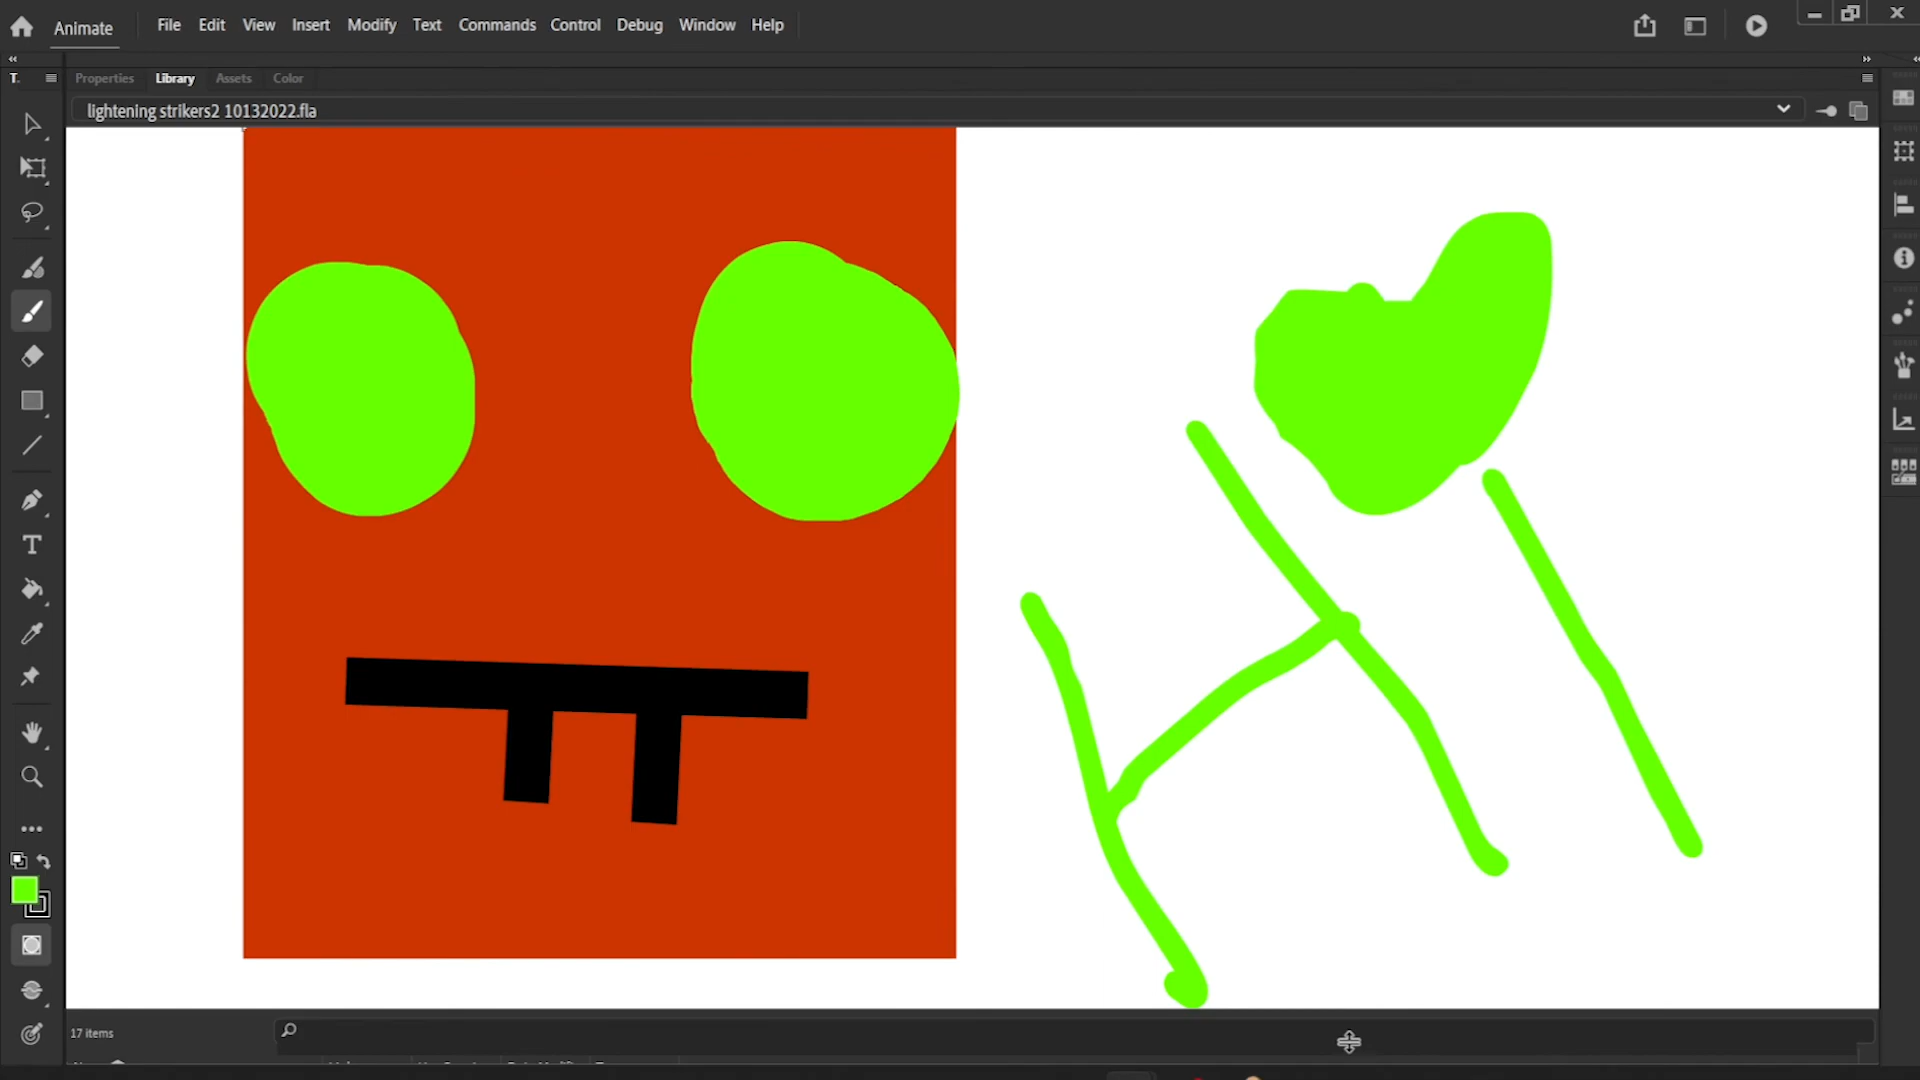 Animate File Edit View Insert Modify Text Commands Control Debug Window Help
T. Properties Library Assets Color
lightening strikers2 10132022.fla
HI
17 items